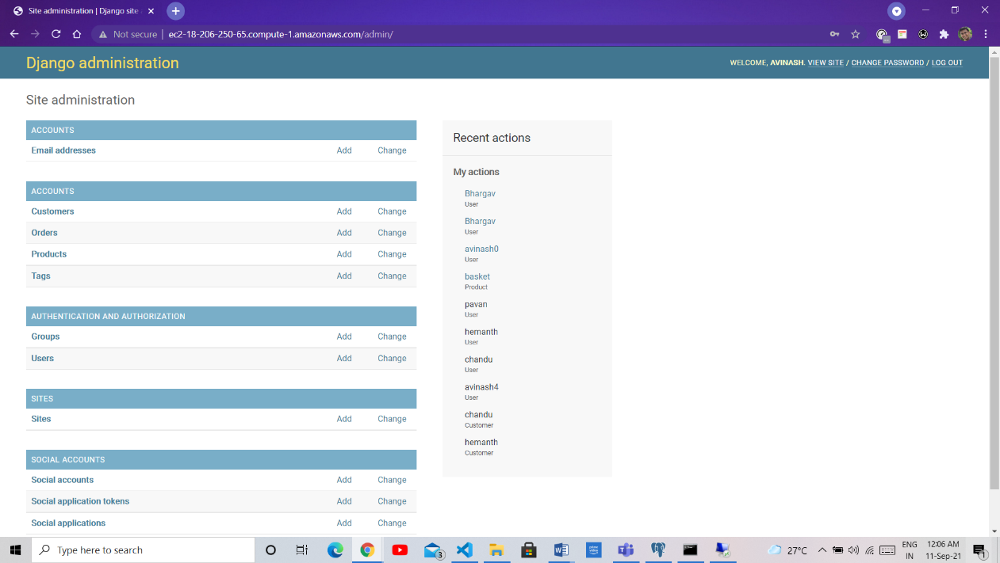 Site administration | Django site
Not secure | ec2-18-206-250-65.compute-1.amazonaws.com/admin/
Django administration
WELCOME, AVINASH. VIEW SITE / CHANGE PASSWORD / LOG OUT
Site administration
ACCOUNTS
Email addresses Add Change
ACCOUNTS
Customers Add Change
Orders Add Change
Products Add Change
Tags Add Change
AUTHENTICATION AND AUTHORIZATION
Groups Add Change
Users Add Change
SITES
Sites Add Change
SOCIAL ACCOUNTS
Social accounts Add Change
Social application tokens Add Change
Social applications Add Change
Recent actions
My actions
Bhargav
User
Bhargav
User
avinash0
User
basket
Product
pavan
User
hemanth
User
chandu
User
avinash4
User
chandu
Customer
hemanth
Customer
Type here to search
3
prime video
27°C
ENG
IN
12:06 AM
11-Sep-21
1